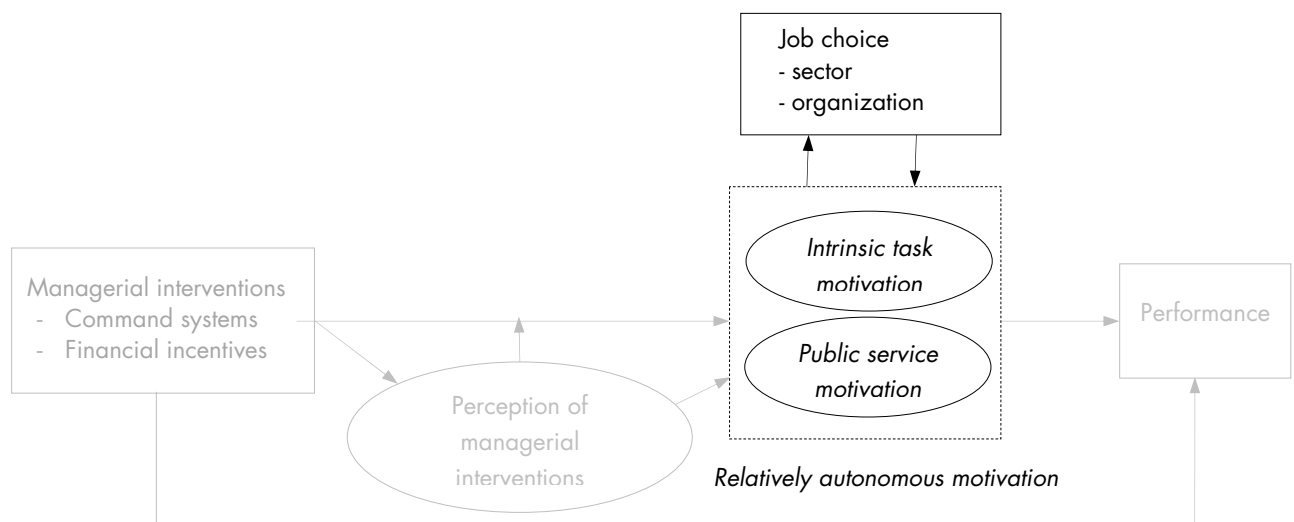 Job choice
- sector
- organization
Intrinsic task
motivation
Managerial interventions
- Command systems
- Financial incentives
Performance
Public service
motivation
Perception of
managerial
interventions
Relatively autonomous motivation